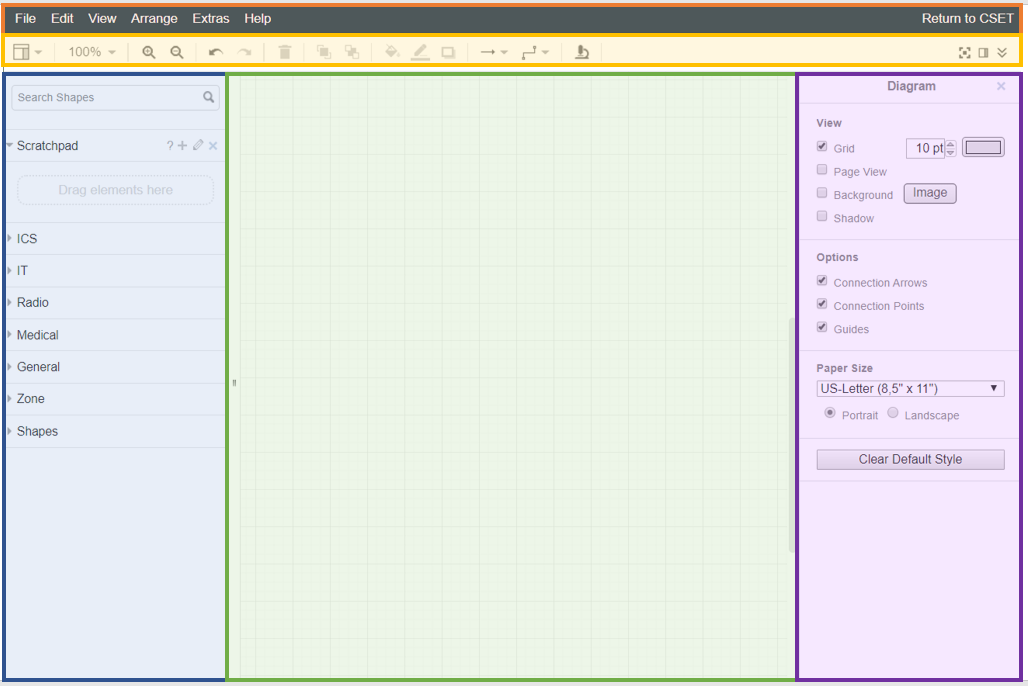 File Edit View Arrange Extras Help Return to CSET
100%
Search Shapes
Scratchpad ? + ×
Drag elements here
ICS
IT
Radio
Medical
General
Zone
Shapes
Diagram ×
View
Grid 10 pt
Page View
Background Image
Shadow
Options
Connection Arrows
Connection Points
Guides
Paper Size
US-Letter (8,5" x 11")
Portrait Landscape
Clear Default Style